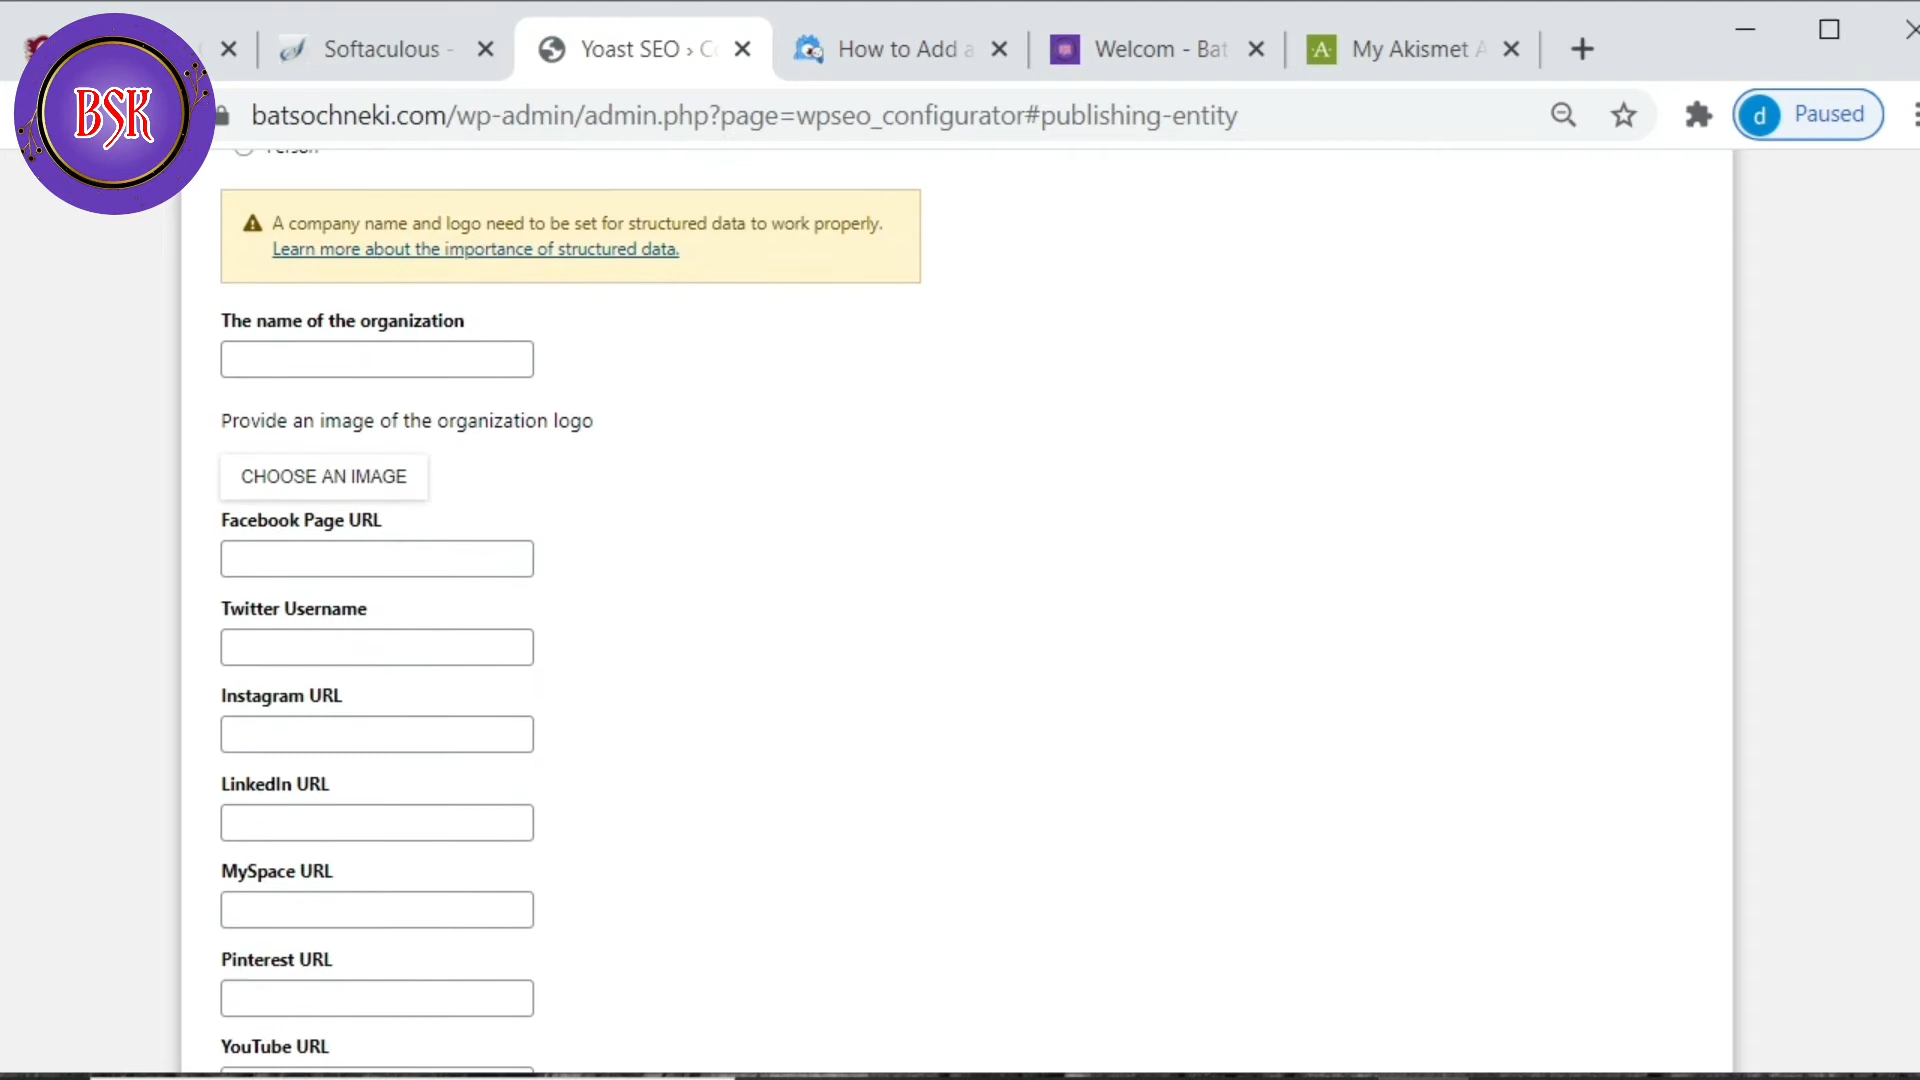 Softaculous -
Yoast SEO › Co
How to Add a
Welcom - Bat
My Akismet A
BSK
batsochneki.com/wp-admin/admin.php?page=wpseo_configurator#publishing-entity
d
Paused
Person
A company name and logo need to be set for structured data to work properly.
Learn more about the importance of structured data.
The name of the organization
Provide an image of the organization logo
CHOOSE AN IMAGE
Facebook Page URL
Twitter Username
Instagram URL
LinkedIn URL
MySpace URL
Pinterest URL
YouTube URL